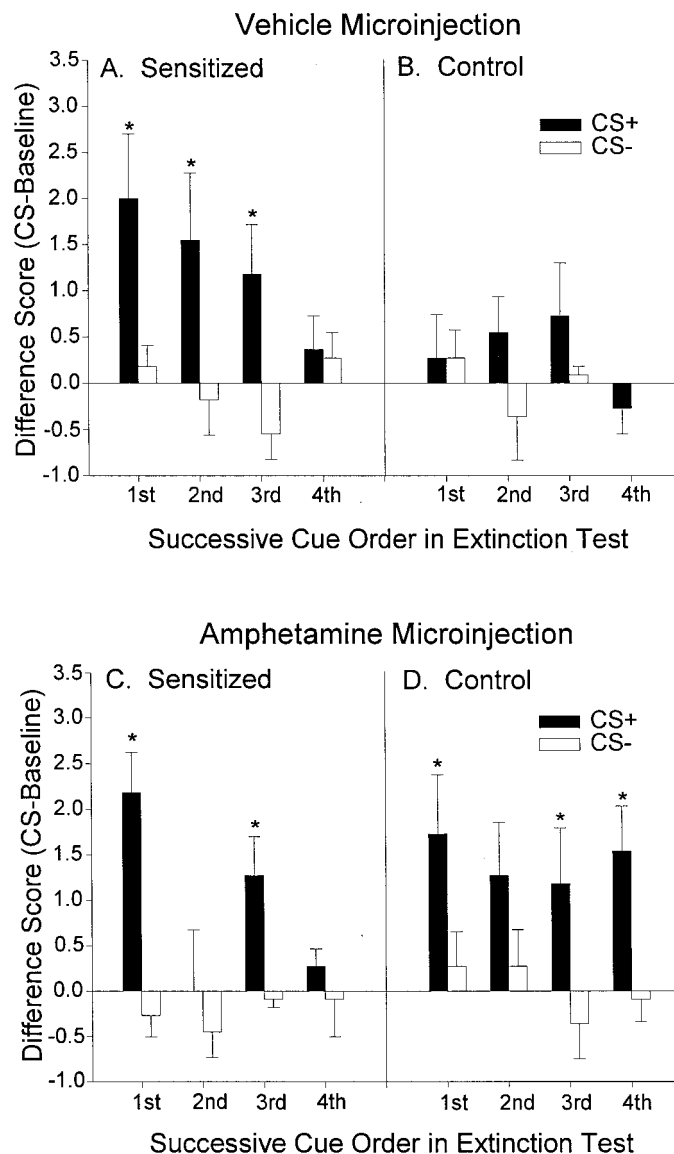 Vehicle Microinjection
A. Sensitized
B. Control
CS+
CS-
Difference Score (CS-Baseline)
3.5
3.0
2.5
2.0
1.5
1.0
0.5
0.0
-0.5
-1.0
*
*
*
1st 2nd 3rd 4th
1st 2nd 3rd 4th
Successive Cue Order in Extinction Test
Amphetamine Microinjection
C. Sensitized
D. Control
CS+
CS-
Difference Score (CS-Baseline)
3.5
3.0
2.5
2.0
1.5
1.0
0.5
0.0
-0.5
-1.0
*
*
*
*
*
1st 2nd 3rd 4th
1st 2nd 3rd 4th
Successive Cue Order in Extinction Test